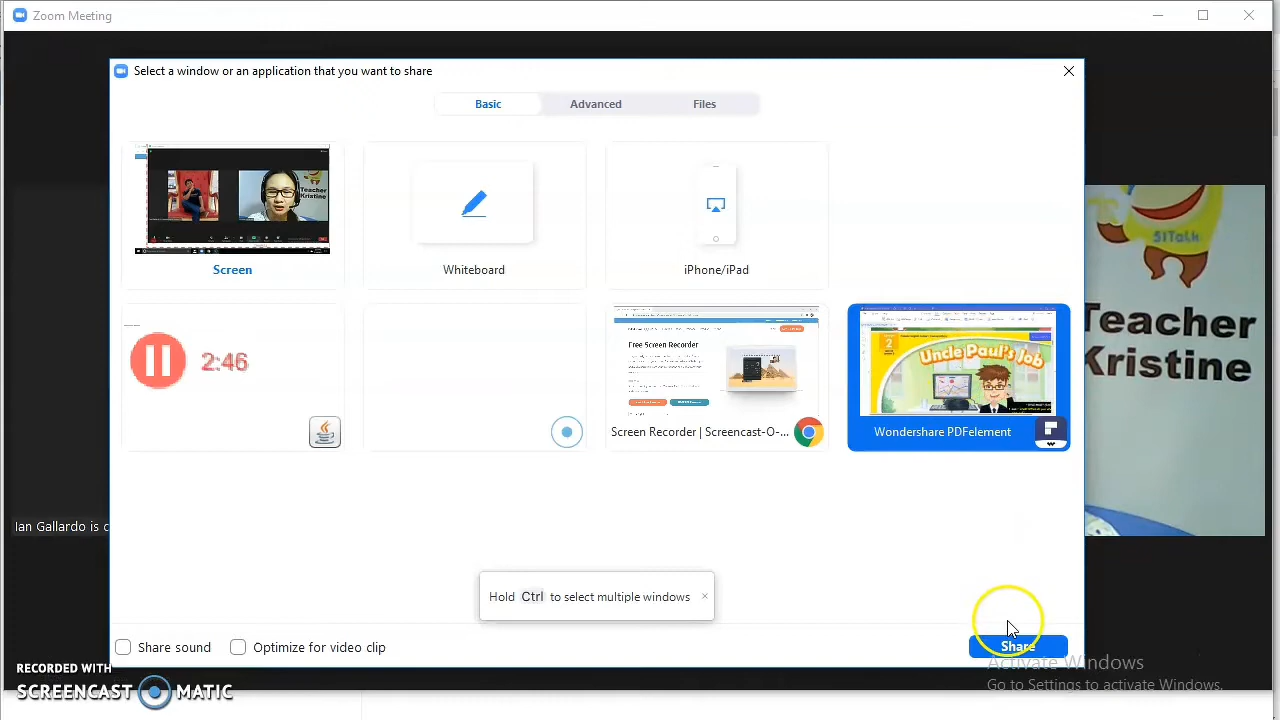 Zoom Meeting
Select a window or an application that you want to share
Basic
Advanced
Files
Teacher
Kristine
Screen
Whiteboard
iPhone/iPad
51Talk
Teacher
Kristine
2:46
Free Screen Recorder
Screen Recorder | Screencast-O-...
2
Uncle Paul's Job
Wondershare PDFelement
Ian Gallardo is c
Hold Ctrl to select multiple windows
Share sound
Optimize for video clip
Share
Activate Windows
Go to Settings to activate Windows.
RECORDED WITH
SCREENCAST MATIC